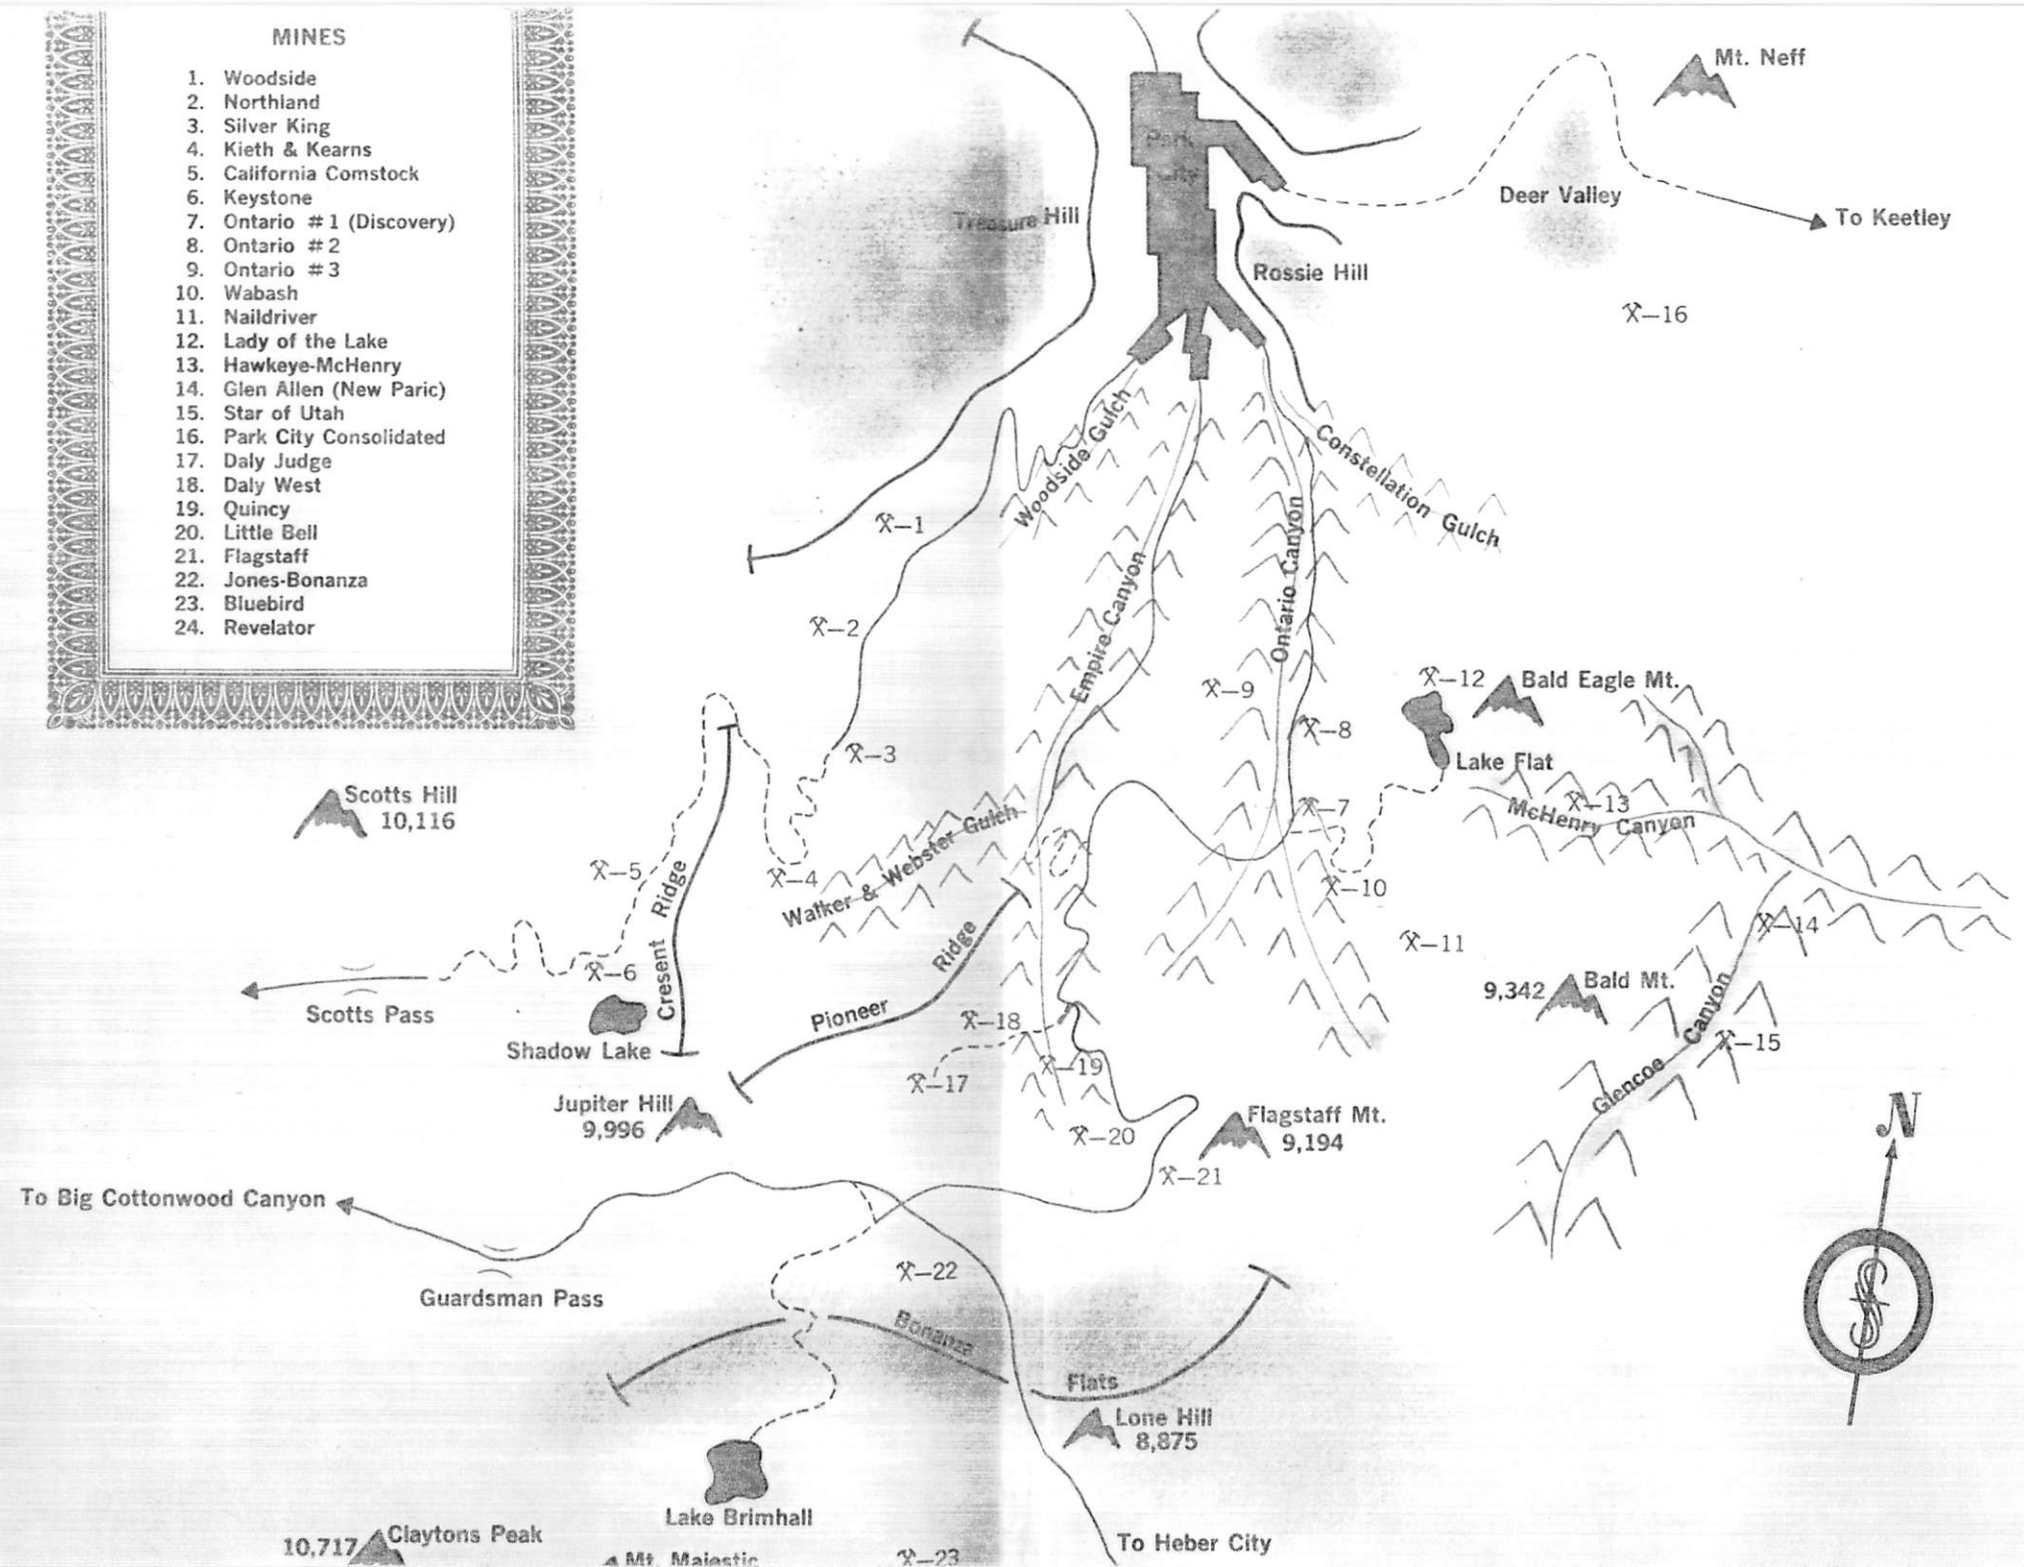 MINES
1. Woodside
2. Northland
3. Silver King
4. Kieth & Kearns
5. California Comstock
6. Keystone
7. Ontario #1 (Discovery)
8. Ontario #2
9. Ontario #3
10. Wabash
11. Naildriver
12. Lady of the Lake
13. Hawkeye-McHenry
14. Glen Allen (New Paric)
15. Star of Utah
16. Park City Consolidated
17. Daly Judge
18. Daly West
19. Quincy
20. Little Bell
21. Flagstaff
22. Jones-Bonanza
23. Bluebird
24. Revelator
Mt. Neff
Park
City
Deer Valley
To Keetley
Treasure Hill
Rossie Hill
-16
Woodside Gulch
Constellation Gulch
-1
Empire Canyon
Ontario Canyon
-2
-9
-12
Bald Eagle Mt.
-8
-3
Lake Flat
Scotts Hill
10,116
-7
-13
McHenry Canyon
Walker & Webster Gulch
-5
-4
-10
Cresent Ridge
-14
Pioneer Ridge
-11
-6
9,342
Bald Mt.
Scotts Pass
-18
Glencoe Canyon
-15
Shadow Lake
-19
-17
Jupiter Hill
9,996
Flagstaff Mt.
9,194
-20
N
-21
To Big Cottonwood Canyon
-22
Guardsman Pass
Bonanza
Flats
Lone Hill
8,875
Lake Brimhall
10,717
Claytons Peak
To Heber City
Mt. Majestic
-23